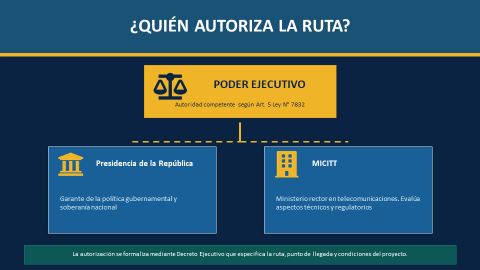 ¿QUIÉN AUTORIZA LA RUTA?
PODER EJECUTIVO
Autoridad competente según Art. 5 Ley N° 7832
Presidencia de la República
Garante de la política gubernamental y
soberanía nacional
MICITT
Ministerio rector en telecomunicaciones. Evalúa
aspectos técnicos y regulatorios
La autorización se formaliza mediante Decreto Ejecutivo que especifica la ruta, punto de llegada y condiciones del proyecto.